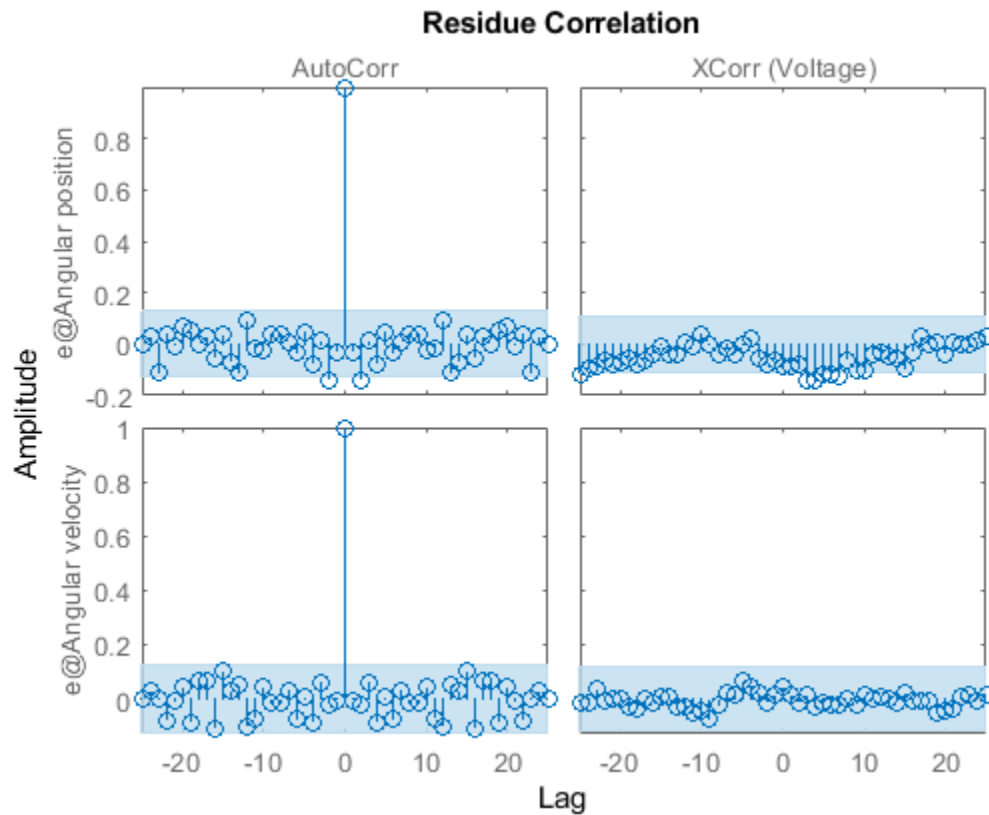 Residue Correlation
AutoCorr
XCorr (Voltage)
e@Angular position
0.8
0.6
0.4
0.2
0
-0.2
Amplitude
e@Angular velocity
1
0.8
0.6
0.4
0.2
0
-20 -10 0 10 20
-20 -10 0 10 20
Lag